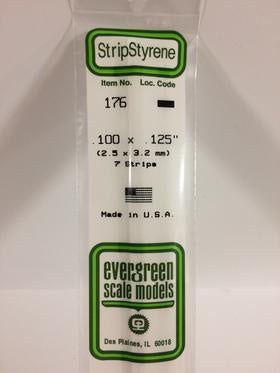 StripStyrene
Item No. Loc. Code
176
.100 x .125"
(2.5 x 3.2 mm)
7 Strips
Made in U.S.A.
evergreen
scale models
Des Plaines, IL 60018